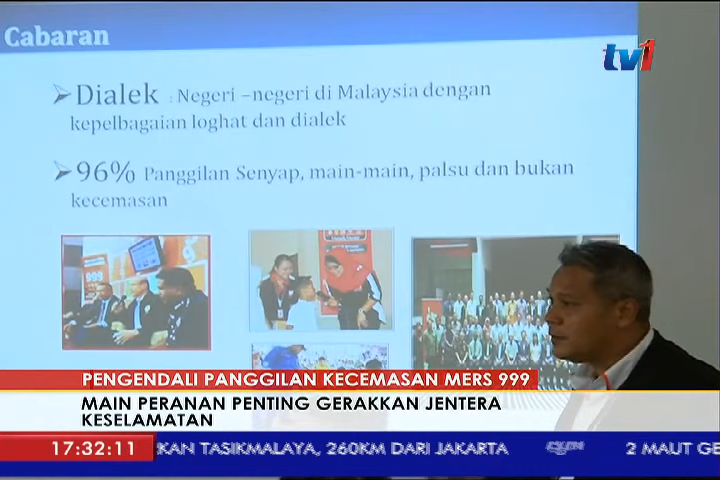 Cabaran
tv1
Dialek : Negeri –negeri di Malaysia dengan
kepelbagaian loghat dan dialek
96% Panggilan Senyap, main-main, palsu dan bukan
kecemasan
999
PENGENDALI PANGGILAN KECEMASAN MERS 999
MAIN PERANAN PENTING GERAKKAN JENTERA
KESELAMATAN
17:32:11 KAN TASIKMALAYA, 260KM DARI JAKARTA 2 MAUT GE